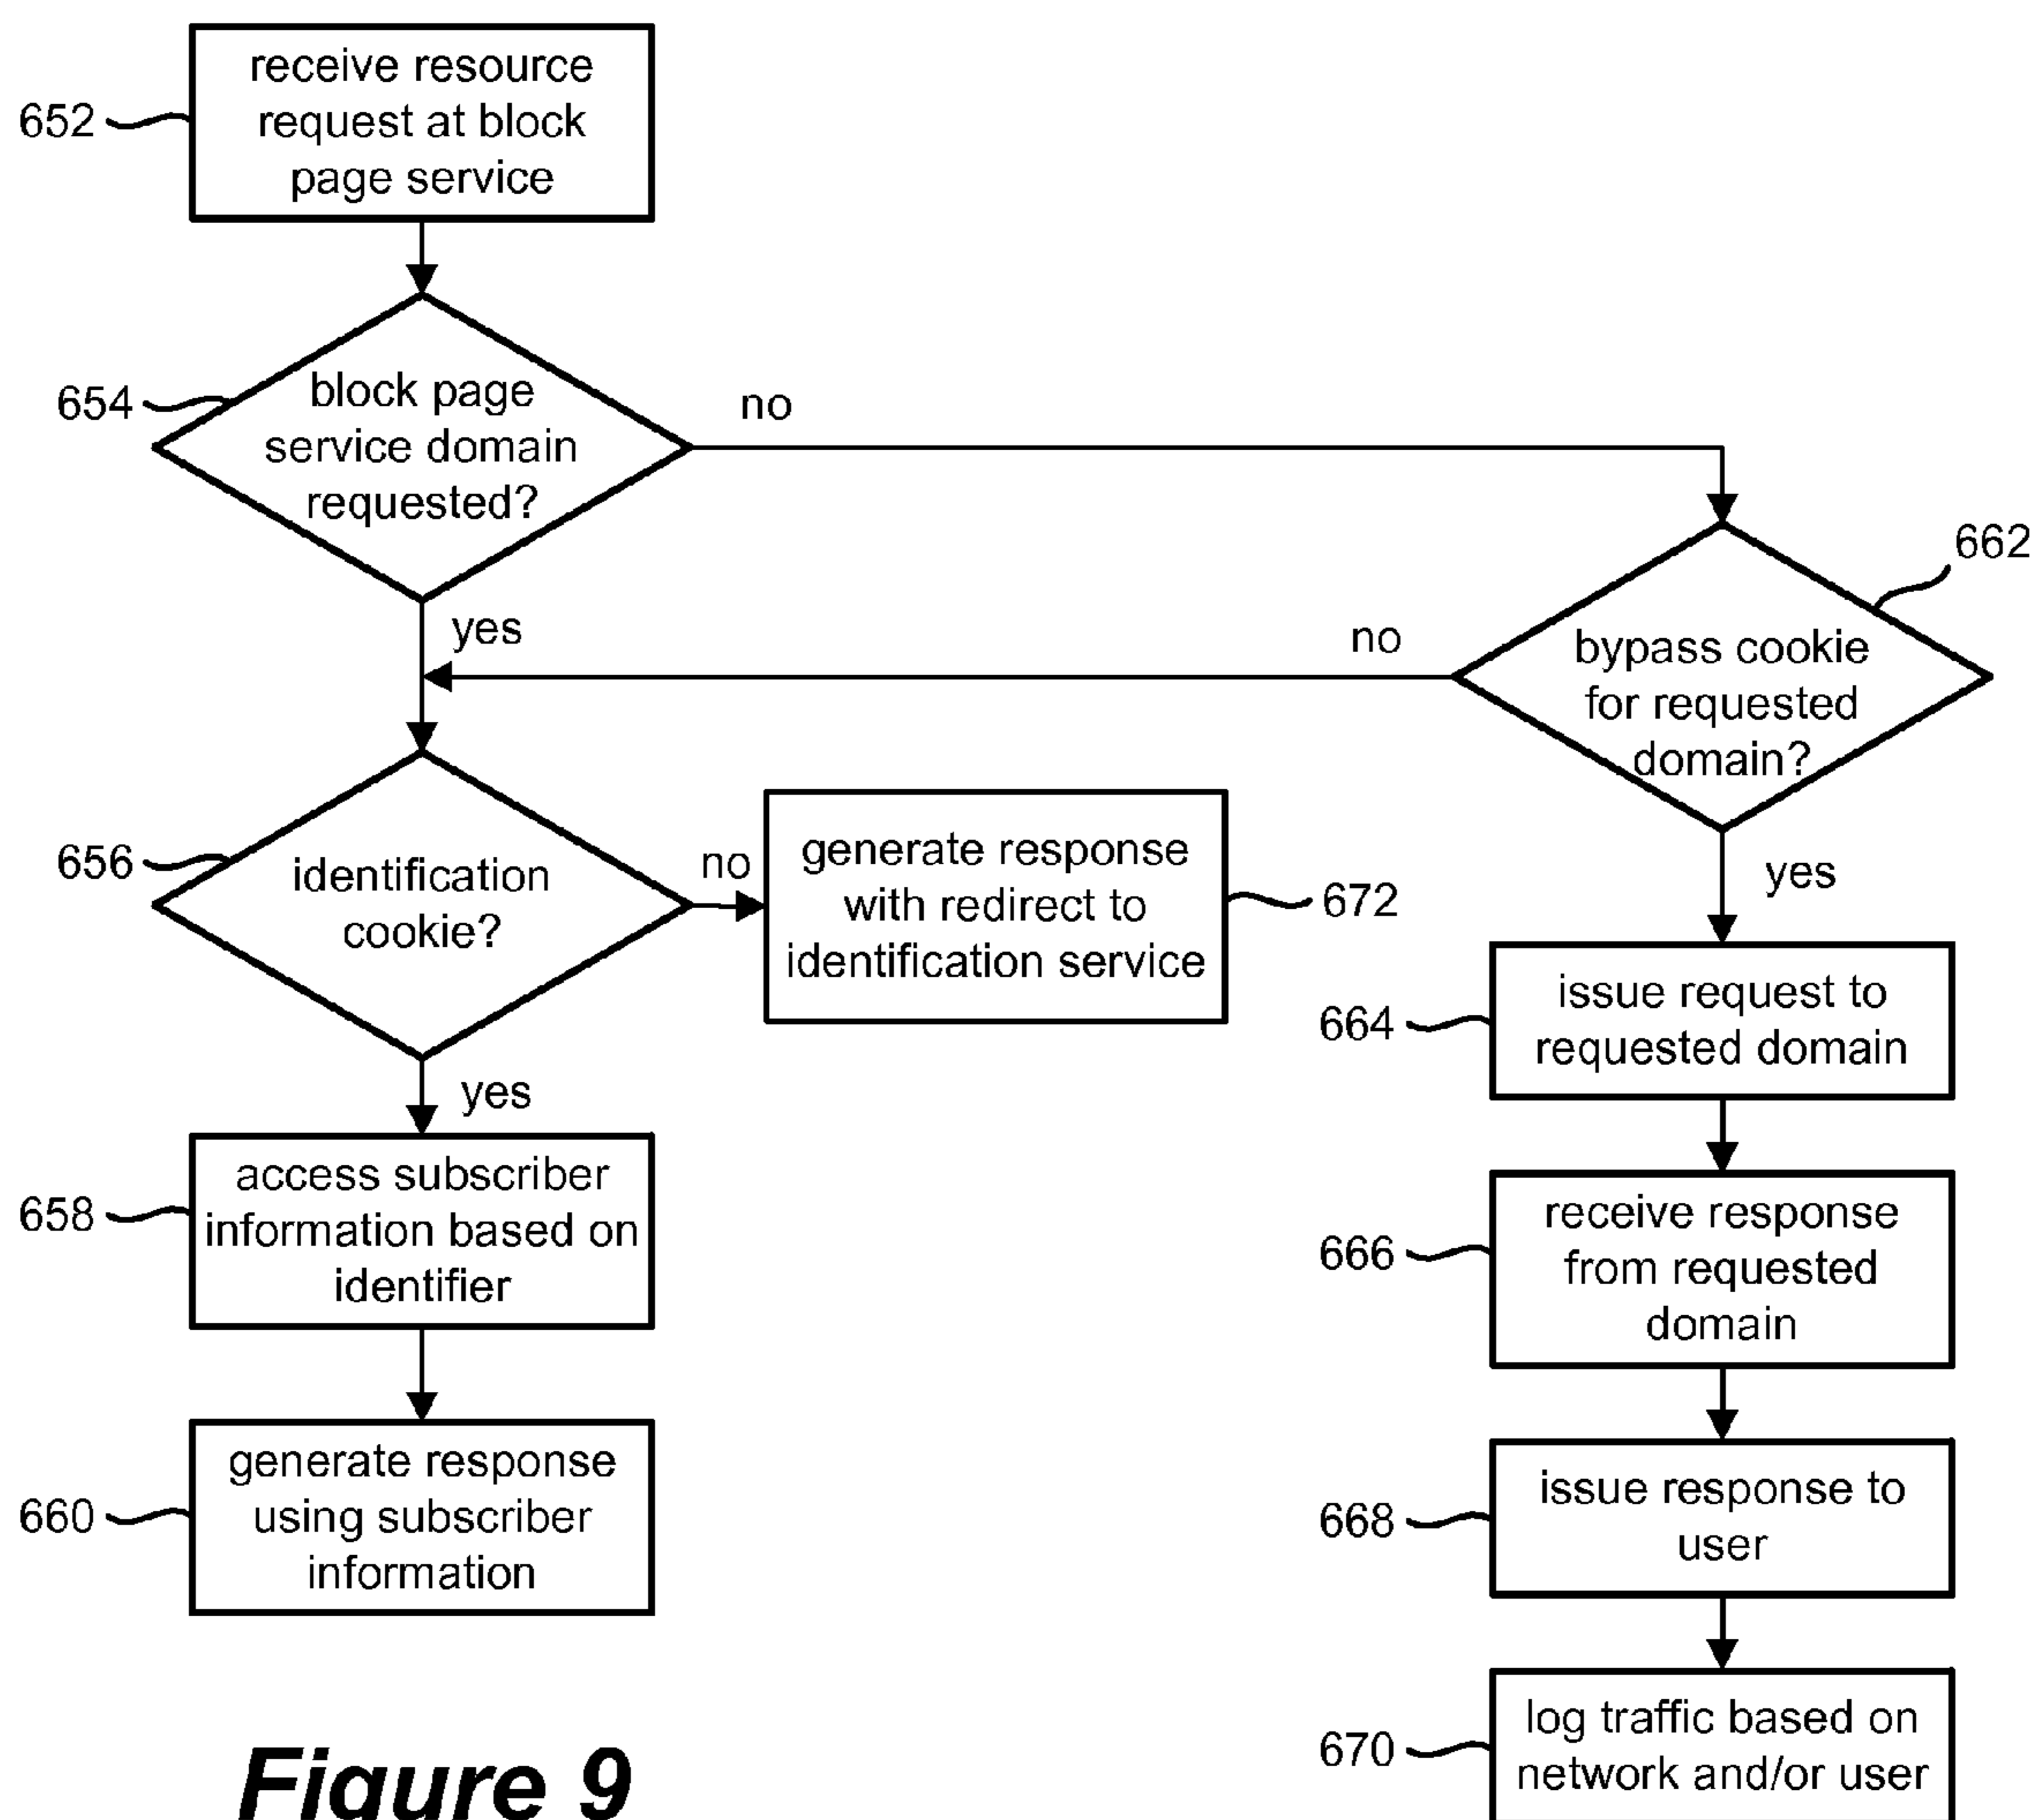 receive resource
request at block
page service
652
654
block page
service domain
requested?
no
662
yes
no
bypass cookie
for requested
domain?
656
identification
cookie?
no
generate response
with redirect to
identification service
672
yes
yes
664
issue request to
requested domain
658
access subscriber
information based on
identifier
666
receive response
from requested
domain
660
generate response
using subscriber
information
668
issue response to
user
670
log traffic based on
network and/or user
Figure 9